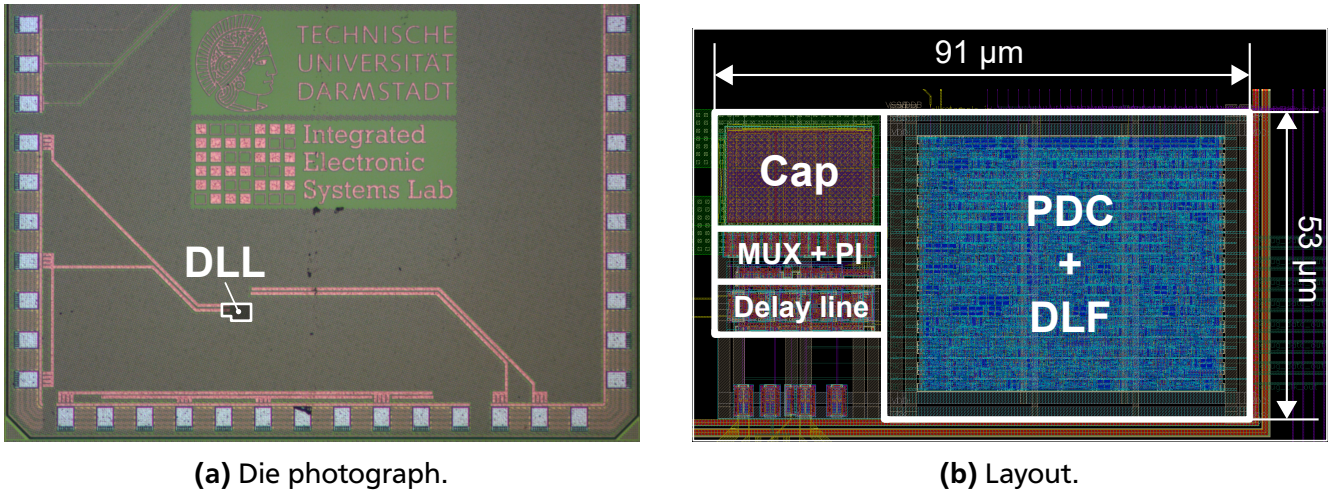 TECHNISCHE
UNIVERSITÄT
DARMSTADT
Integrated
Electronic
Systems Lab
DLL
(a) Die photograph.
91 µm
Cap
MUX + PI
Delay line
PDC
+
DLF
53 µm
(b) Layout.